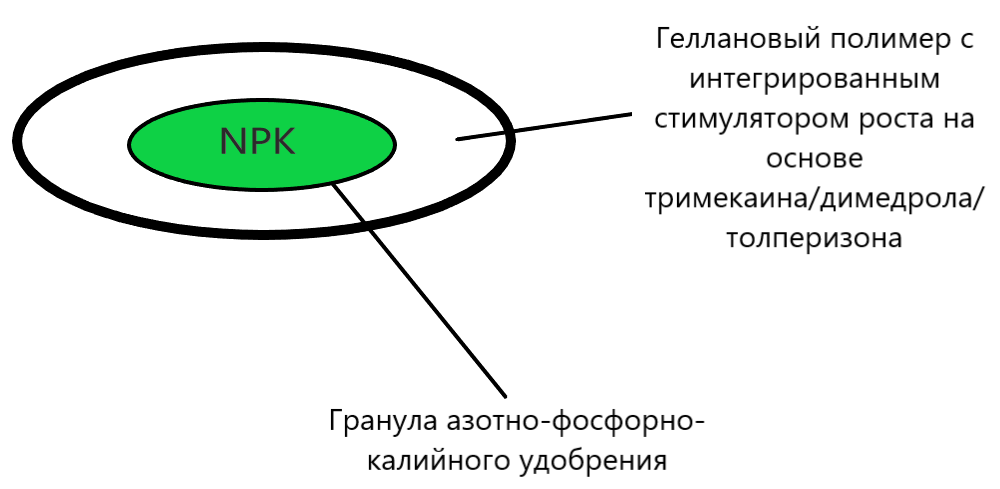 Геллановый полимер с
интегрированным
стимулятором роста на
основе
тримекаина/димедрола/
толперизона
NPK
Гранула азотно-фосфорно-
калийного удобрения